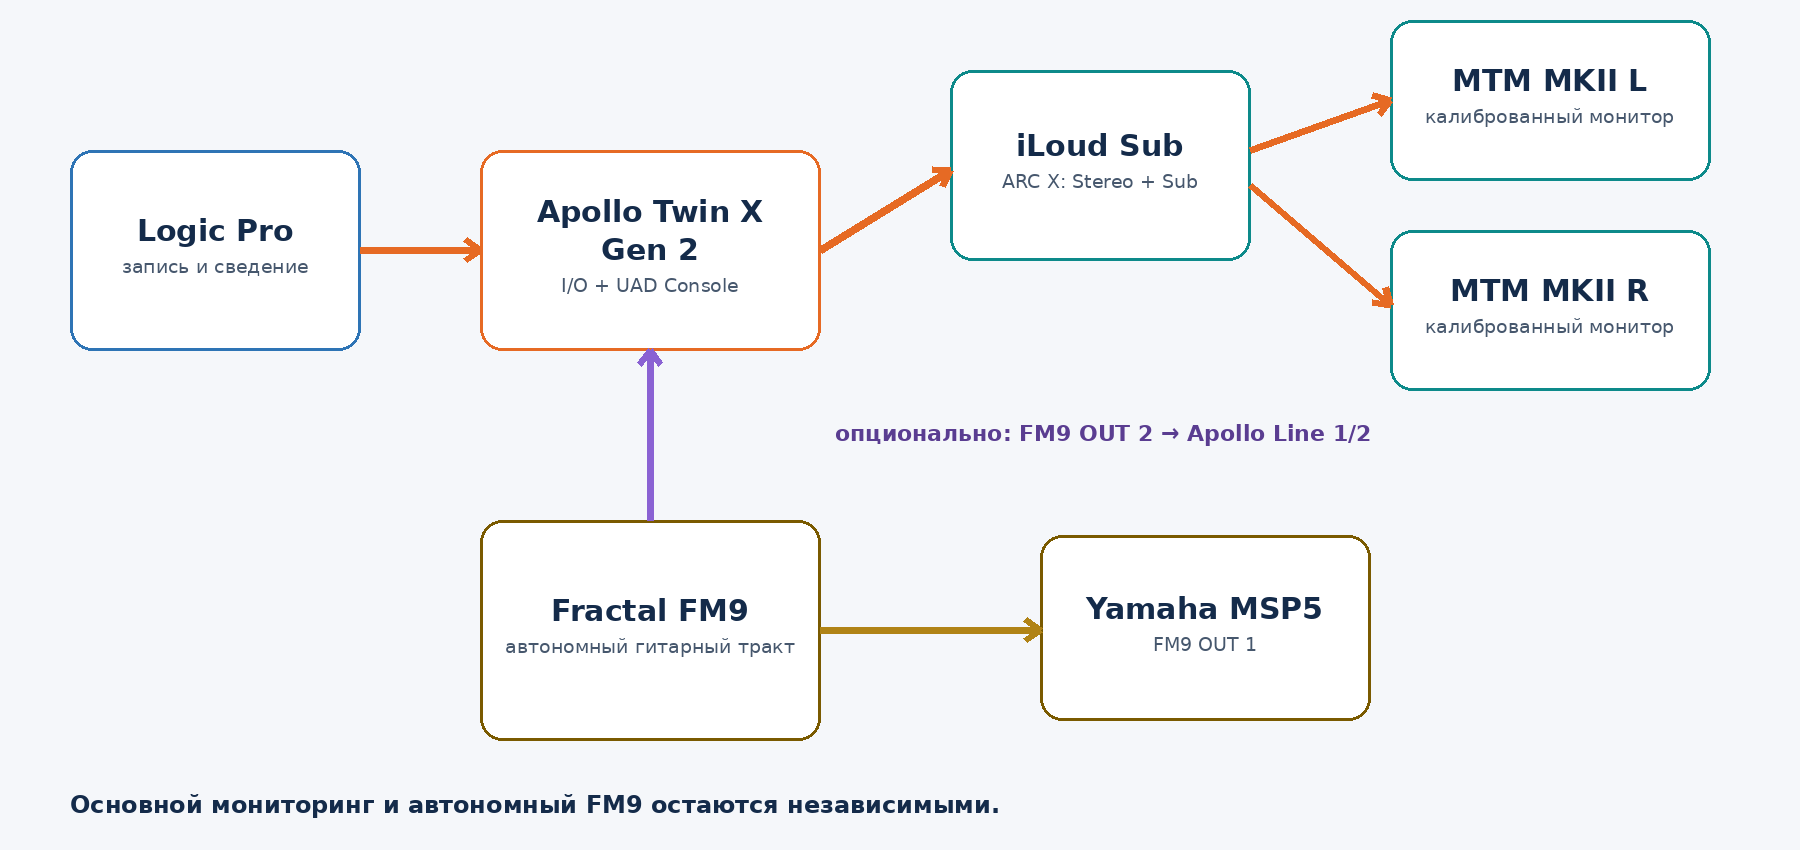 Logic Pro
запись и сведение
Apollo Twin X
Gen 2
I/O + UAD Console
iLoud Sub
ARC X: Stereo + Sub
MTM MKII L
калиброванный монитор
MTM MKII R
калиброванный монитор
опционально: FM9 OUT 2 → Apollo Line 1/2
Fractal FM9
автономный гитарный тракт
Yamaha MSP5
FM9 OUT 1
Основной мониторинг и автономный FM9 остаются независимыми.